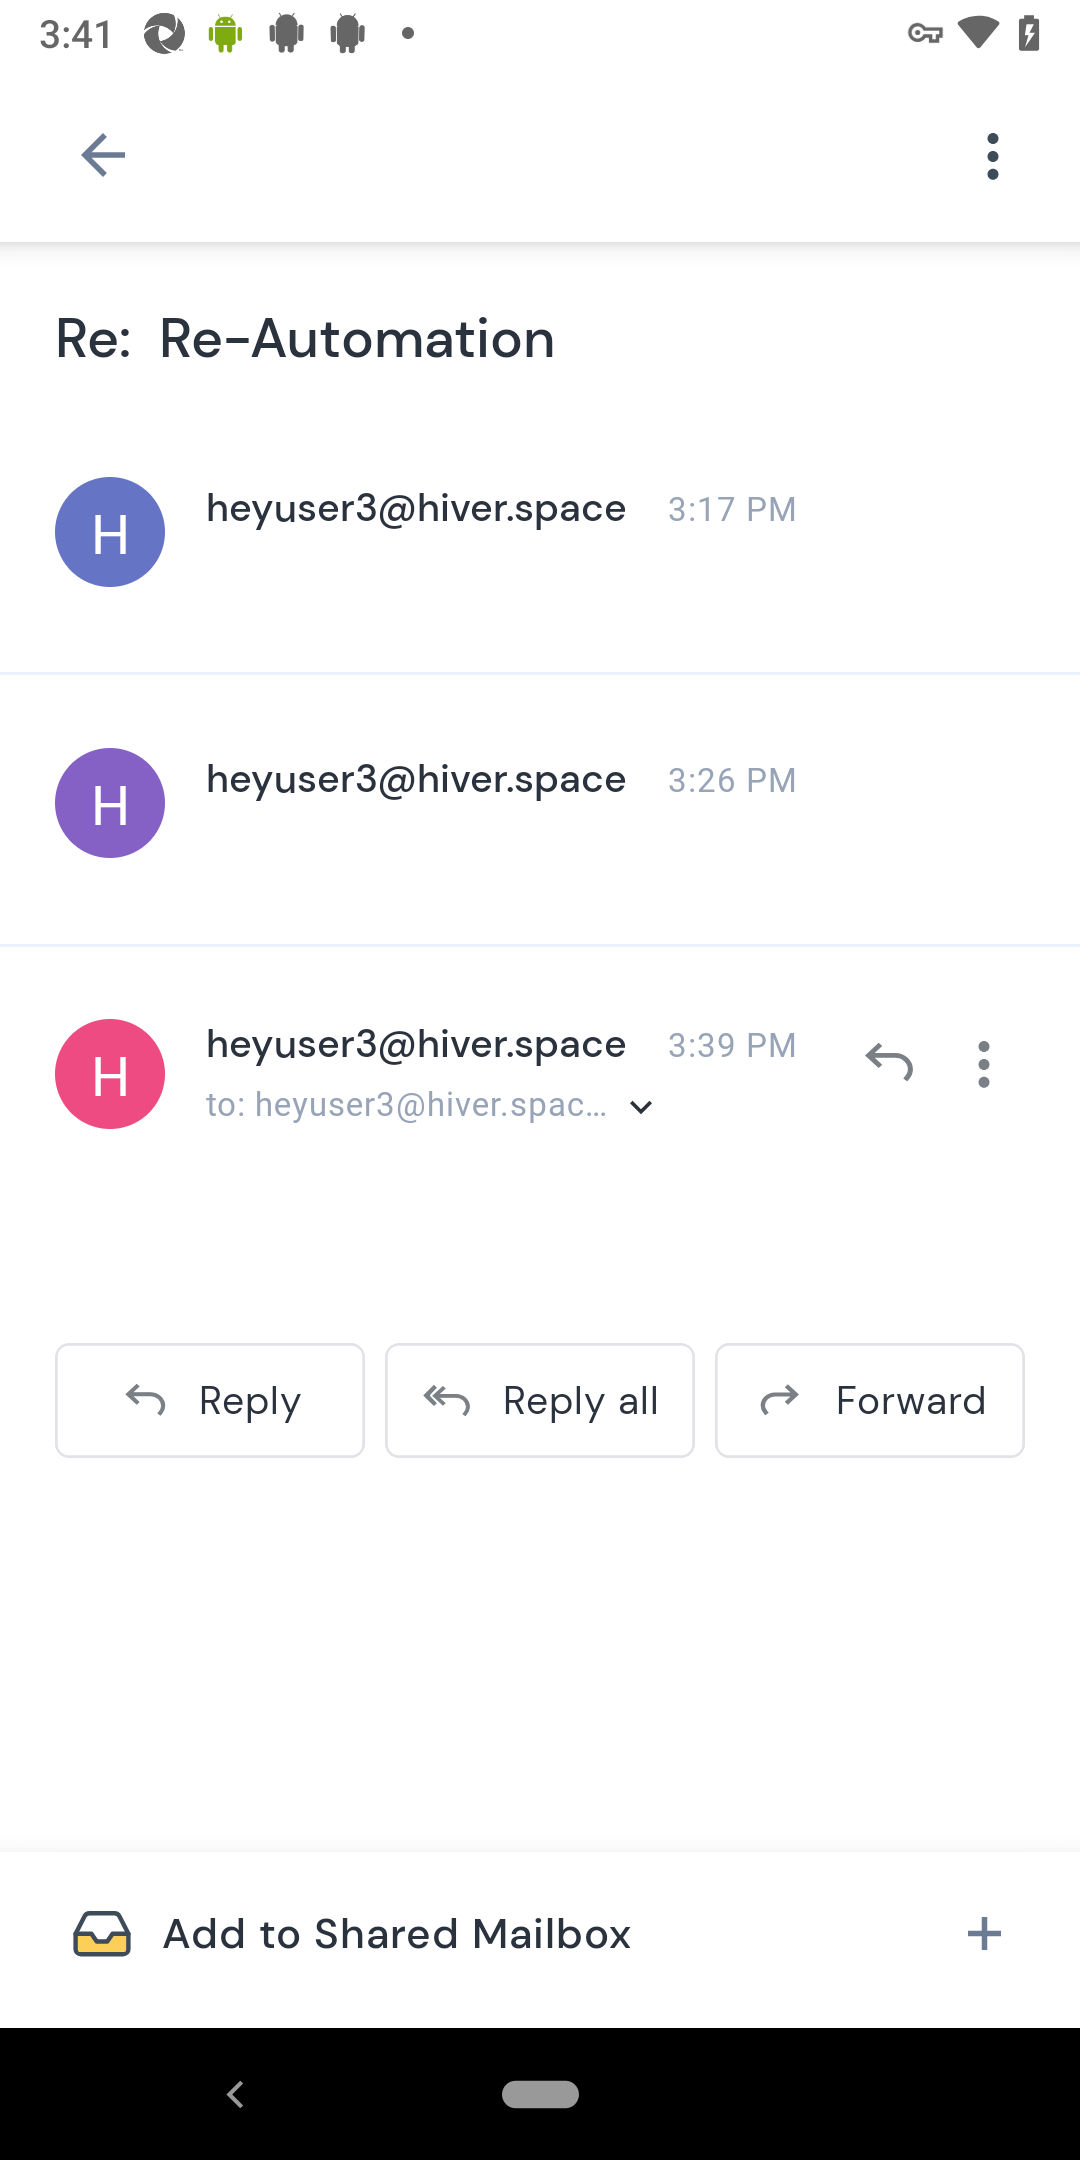 3:41
Re: Re-Automation
H heyuser3@hiver.space 3:17 PM
H heyuser3@hiver.space 3:26 PM
H heyuser3@hiver.space 3:39 PM
to: heyuser3@hiver.spac...
Reply Reply all Forward
Add to Shared Mailbox